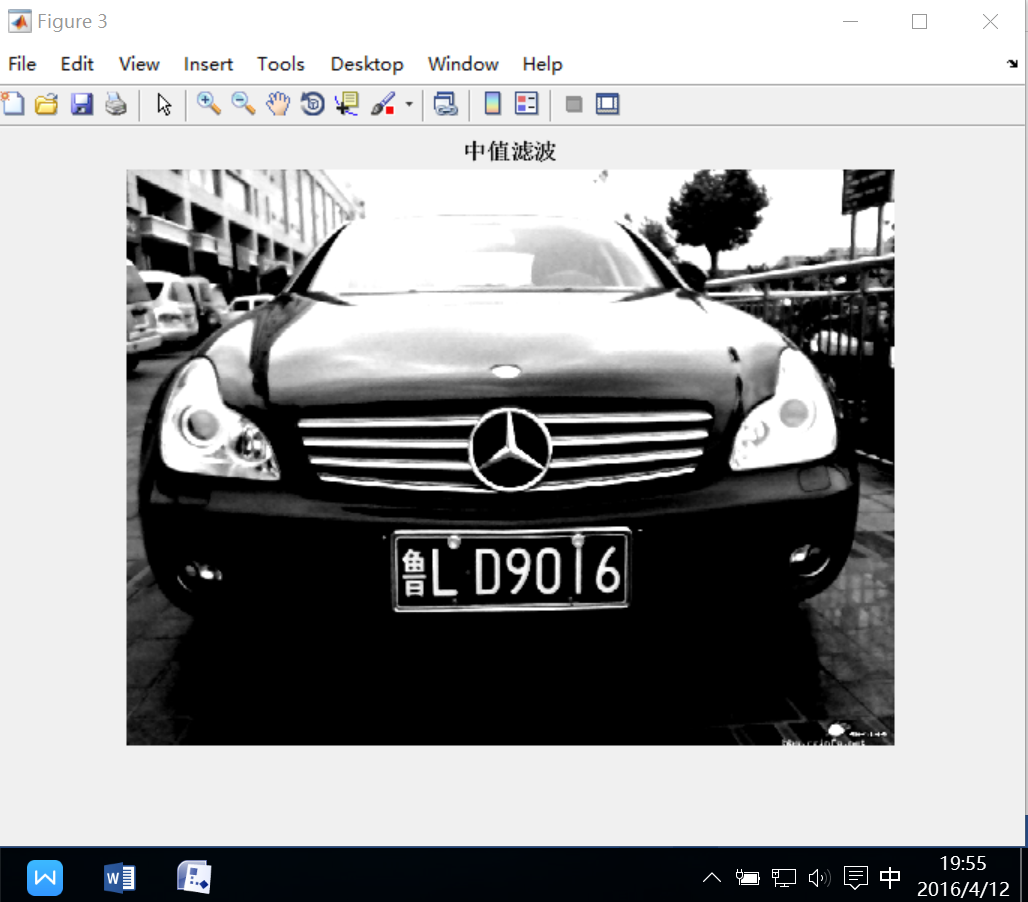 Figure 3
File Edit View Insert Tools Desktop Window Help
中值滤波
鲁L D9016
W
中
19:55
2016/4/12